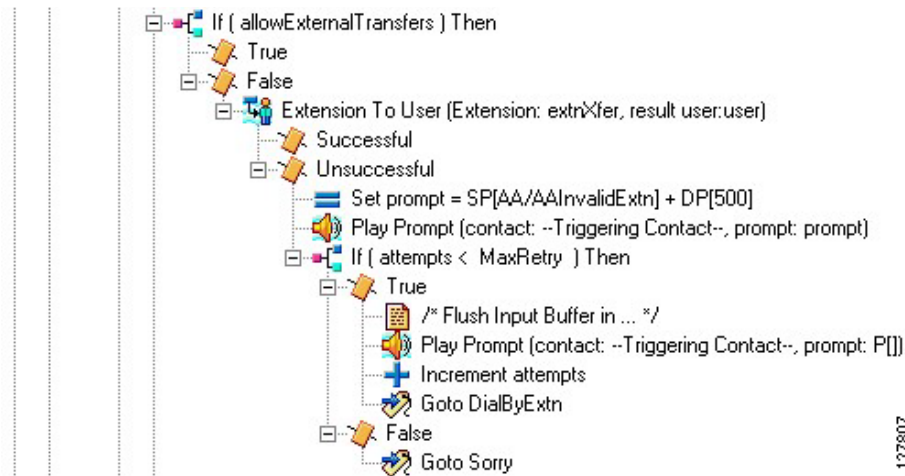 If ( allowExternalTransfers ) Then
True
False
Extension To User (Extension: extnXfer, result user:user)
Successful
Unsuccessful
Set prompt = SP[AA/AAInvalidExtn] + DP[500]
Play Prompt (contact: --Triggering Contact--, prompt: prompt)
If ( attempts < MaxRetry ) Then
True
/* Flush Input Buffer in ... */
Play Prompt (contact: --Triggering Contact--, prompt: P[])
Increment attempts
Goto DialByExtn
False
Goto Sorry
127807